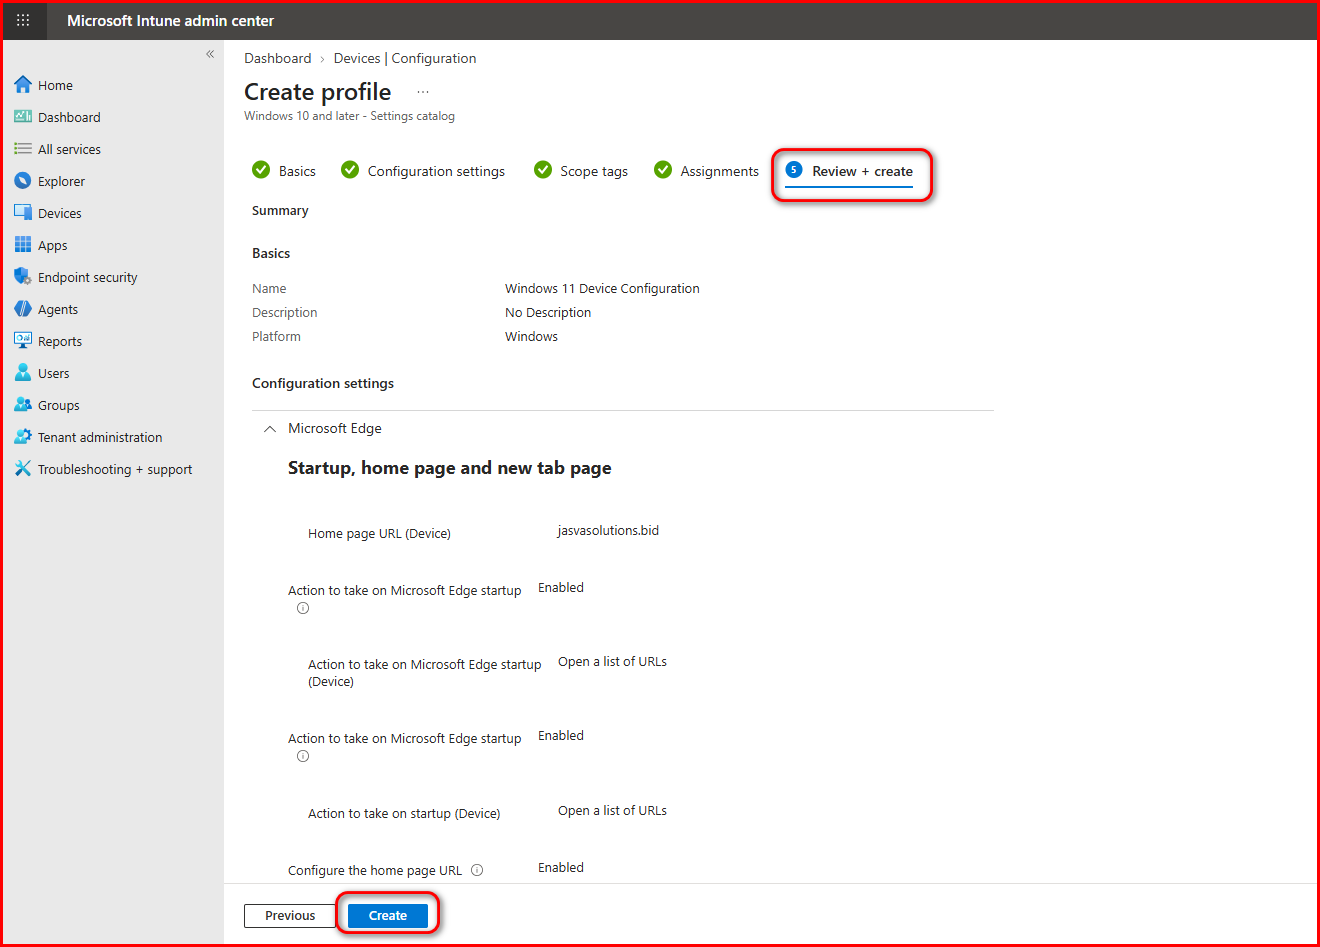 Microsoft Intune admin center
«
Home
Dashboard
All services
Explorer
Devices
Apps
Endpoint security
Agents
Reports
Users
Groups
Tenant administration
Troubleshooting + support
Dashboard › Devices | Configuration
Create profile ...
Windows 10 and later - Settings catalog
Basics Configuration settings Scope tags Assignments 5 Review + create
Summary
Basics
Name Windows 11 Device Configuration
Description No Description
Platform Windows
Configuration settings
Microsoft Edge
Startup, home page and new tab page
Home page URL (Device) jasvasolutions.bid
Action to take on Microsoft Edge startup Enabled
Action to take on Microsoft Edge startup Open a list of URLs
(Device)
Action to take on Microsoft Edge startup Enabled
Action to take on startup (Device) Open a list of URLs
Configure the home page URL Enabled
Previous Create